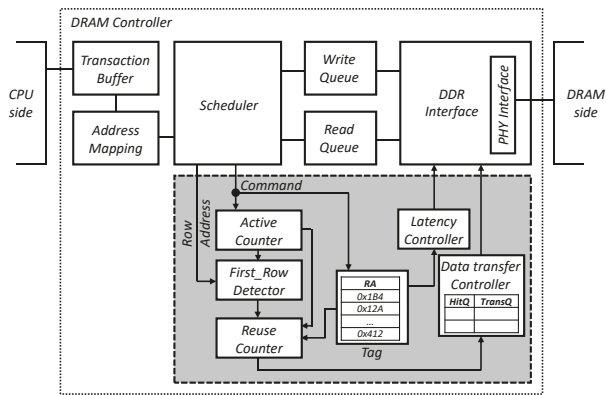 DRAM Controller
CPU
side
Transaction
Buffer
Address
Mapping
Scheduler
Write
Queue
Read
Queue
DDR
Interface
PHY Interface
DRAM
side
Command
Row
Address
Active
Counter
First_Row
Detector
Reuse
Counter
RA
0x1B4
0x12A
...
0x412
Tag
Latency
Controller
Data transfer
Controller
HitQ TransQ